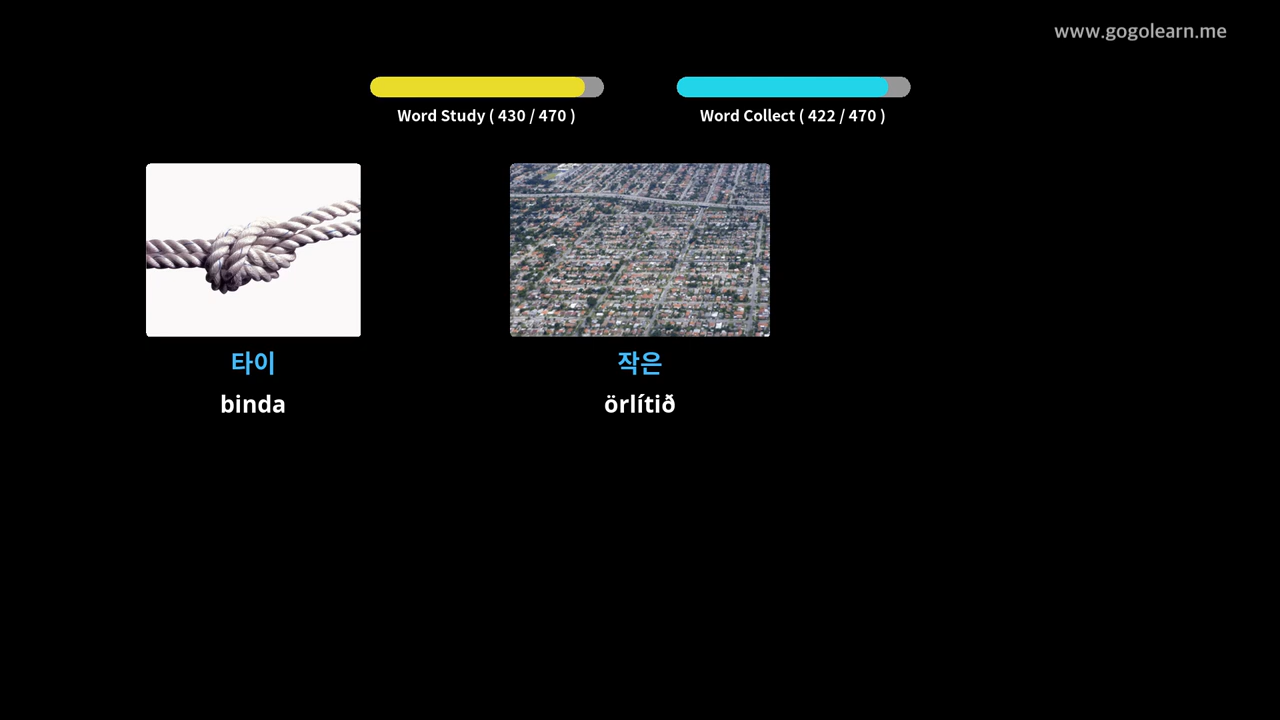 www.gogolearn.me
Word Study ( 430 / 470 )
Word Collect ( 422 / 470 )
타이
binda
작은
örlítið